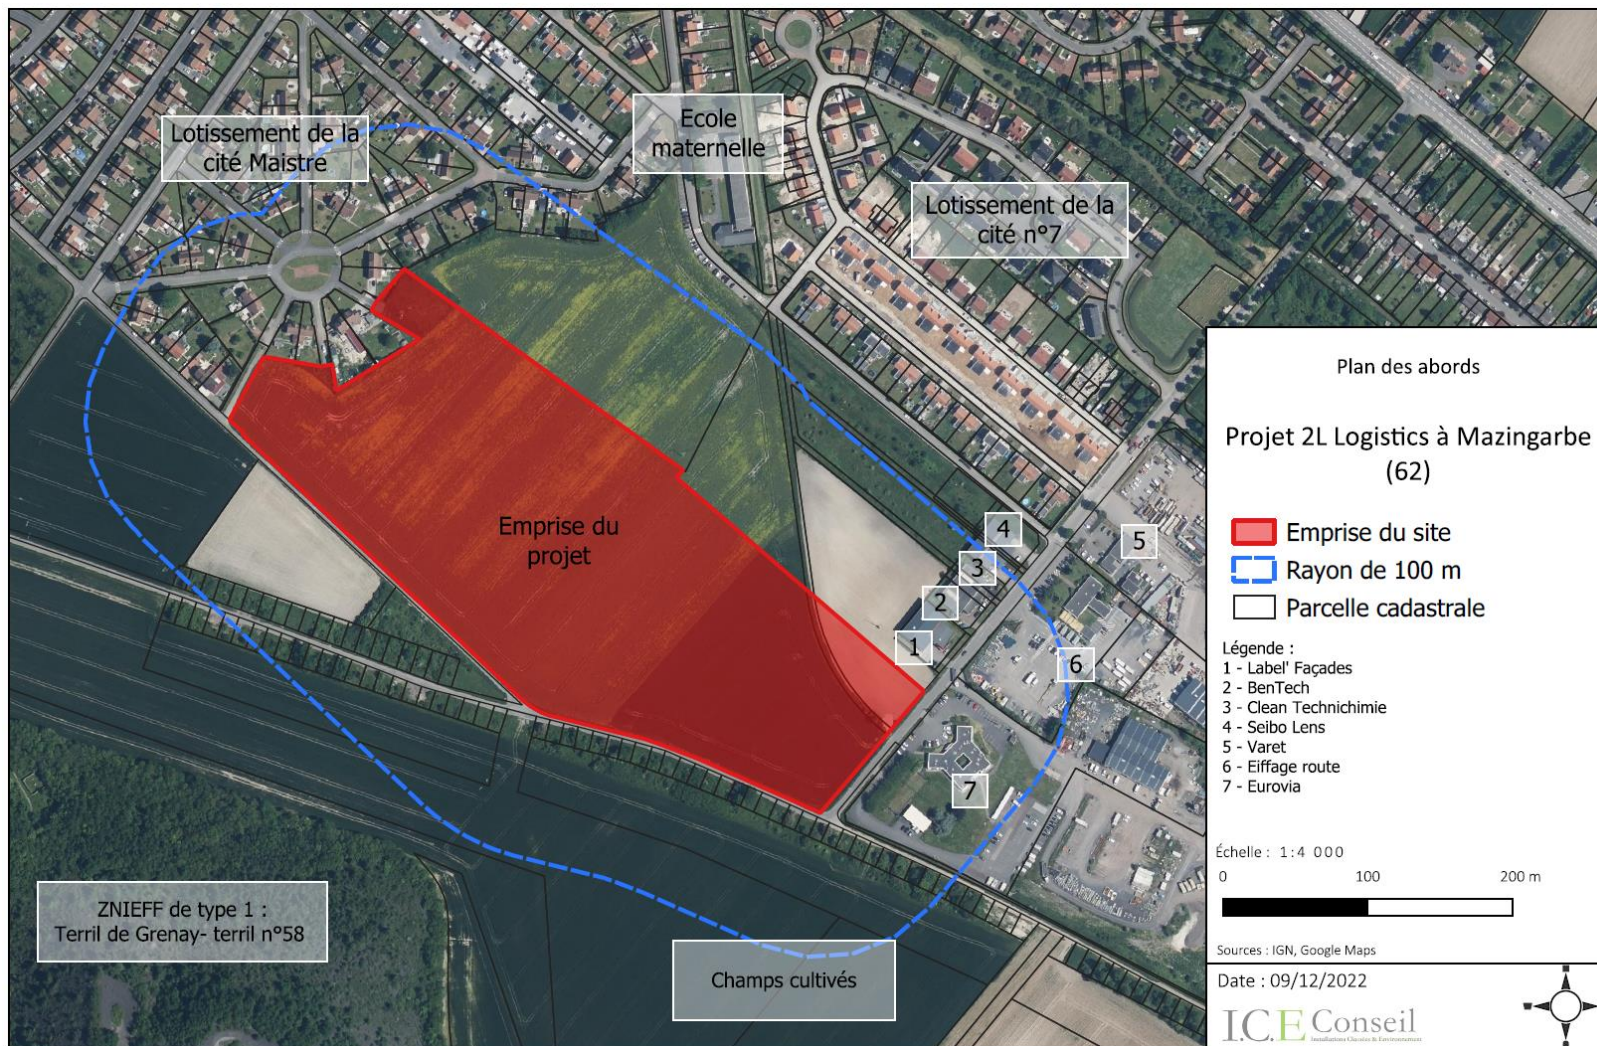 Lotissement de la
cité Maistre
Ecole
maternelle
Lotissement de la
cité n°7
Emprise du
projet
1
2
3
4
5
6
7
ZNIEFF de type 1 :
Terril de Grenay- terril n°58
Champs cultivés
Plan des abords
Projet 2L Logistics à Mazingarbe
(62)
Emprise du site
Rayon de 100 m
Parcelle cadastrale
Légende :
1 - Label' Façades
2 - BenTech
3 - Clean Technichimie
4 - Seibo Lens
5 - Varet
6 - Eiffage route
7 - Eurovia
Échelle : 1:4 000
0 100 200 m
Sources : IGN, Google Maps
Date : 09/12/2022
I.C.E Conseil
Installations Classées & Environnement